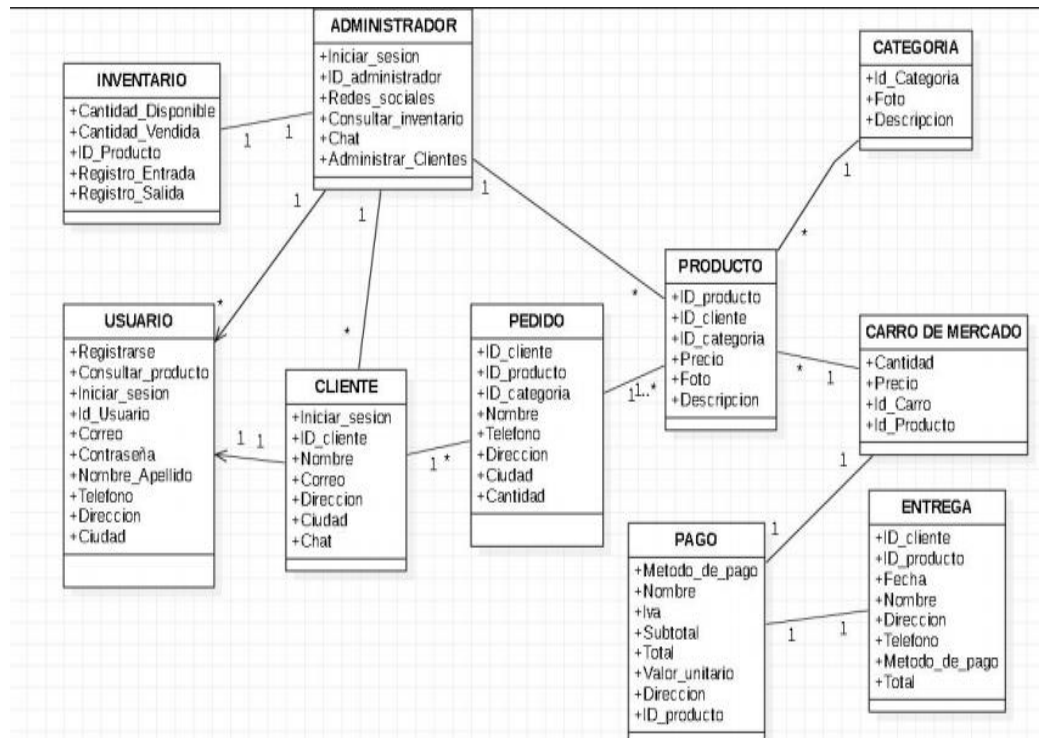 ADMINISTRADOR
+Iniciar_sesion
+ID_administrador
+Redes_sociales
+Consultar_inventario
+Chat
+Administrar_Clientes
CATEGORIA
+Id_Categoria
+Foto
+Descripcion
INVENTARIO
+Cantidad_Disponible
+Cantidad_Vendida
+ID_Producto
+Registro_Entrada
+Registro_Salida
1
1
1
1
1
1
*
*
*
*
PRODUCTO
+ID_producto
+ID_cliente
+ID_categoria
+Precio
+Foto
+Descripcion
USUARIO
+Registrarse
+Consultar_producto
+Iniciar_sesion
+Id_Usuario
+Correo
+Contraseña
+Nombre_Apellido
+Telefono
+Direccion
+Ciudad
PEDIDO
+ID_cliente
+ID_producto
+ID_categoria
+Nombre
+Telefono
+Direccion
+Ciudad
+Cantidad
CARRO DE MERCADO
+Cantidad
+Precio
+Id_Carro
+Id_Producto
CLIENTE
+Iniciar_sesion
+ID_cliente
+Nombre
+Correo
+Direccion
+Ciudad
+Chat
* 1
1 1..*
1 1
1 *
1
1
PAGO
+Metodo_de_pago
+Nombre
+Iva
+Subtotal
+Total
+Valor_unitario
+Direccion
+ID_producto
ENTREGA
+ID_cliente
+ID_producto
+Fecha
+Nombre
+Direccion
+Telefono
+Metodo_de_pago
+Total
1 1